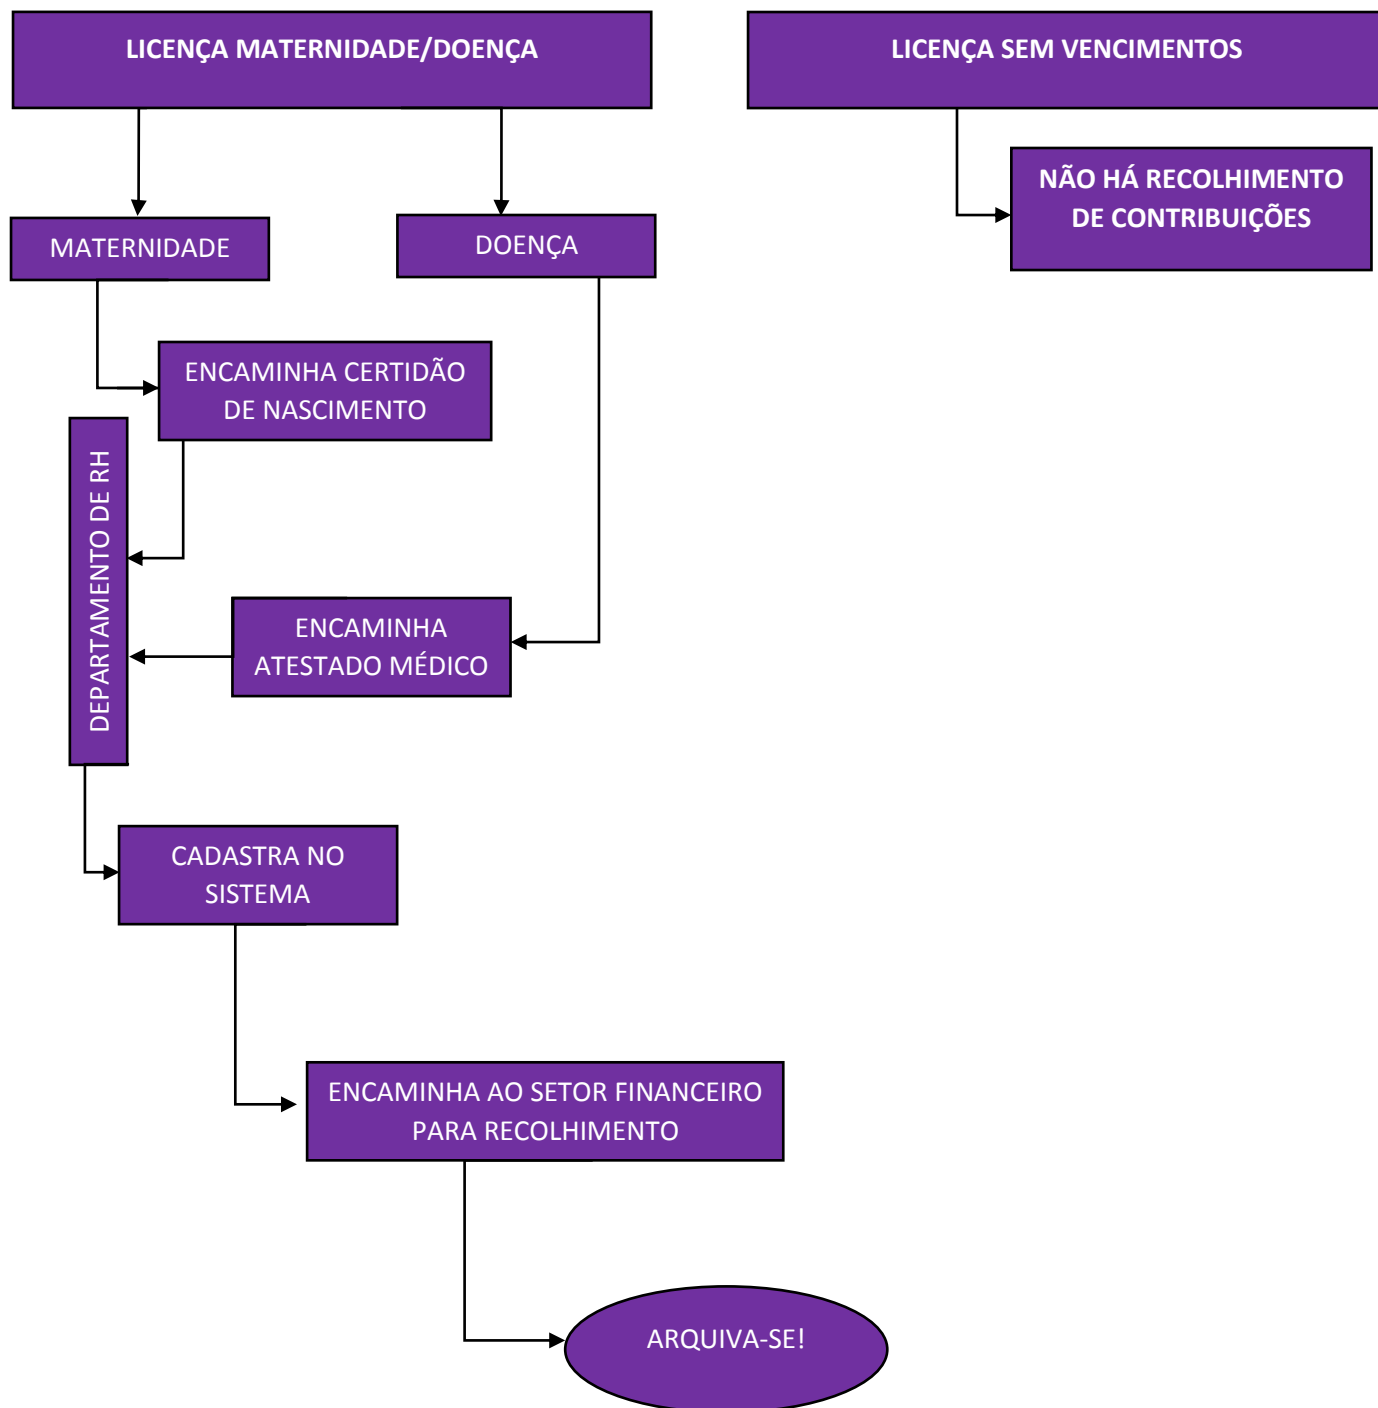 LICENÇA MATERNIDADE/DOENÇA
LICENÇA SEM VENCIMENTOS
NÃO HÁ RECOLHIMENTO
DE CONTRIBUIÇÕES
MATERNIDADE
DOENÇA
ENCAMINHA CERTIDÃO
DE NASCIMENTO
DEPARTAMENTO DE RH
ENCAMINHA
ATESTADO MÉDICO
CADASTRA NO
SISTEMA
ENCAMINHA AO SETOR FINANCEIRO
PARA RECOLHIMENTO
ARQUIVA-SE!